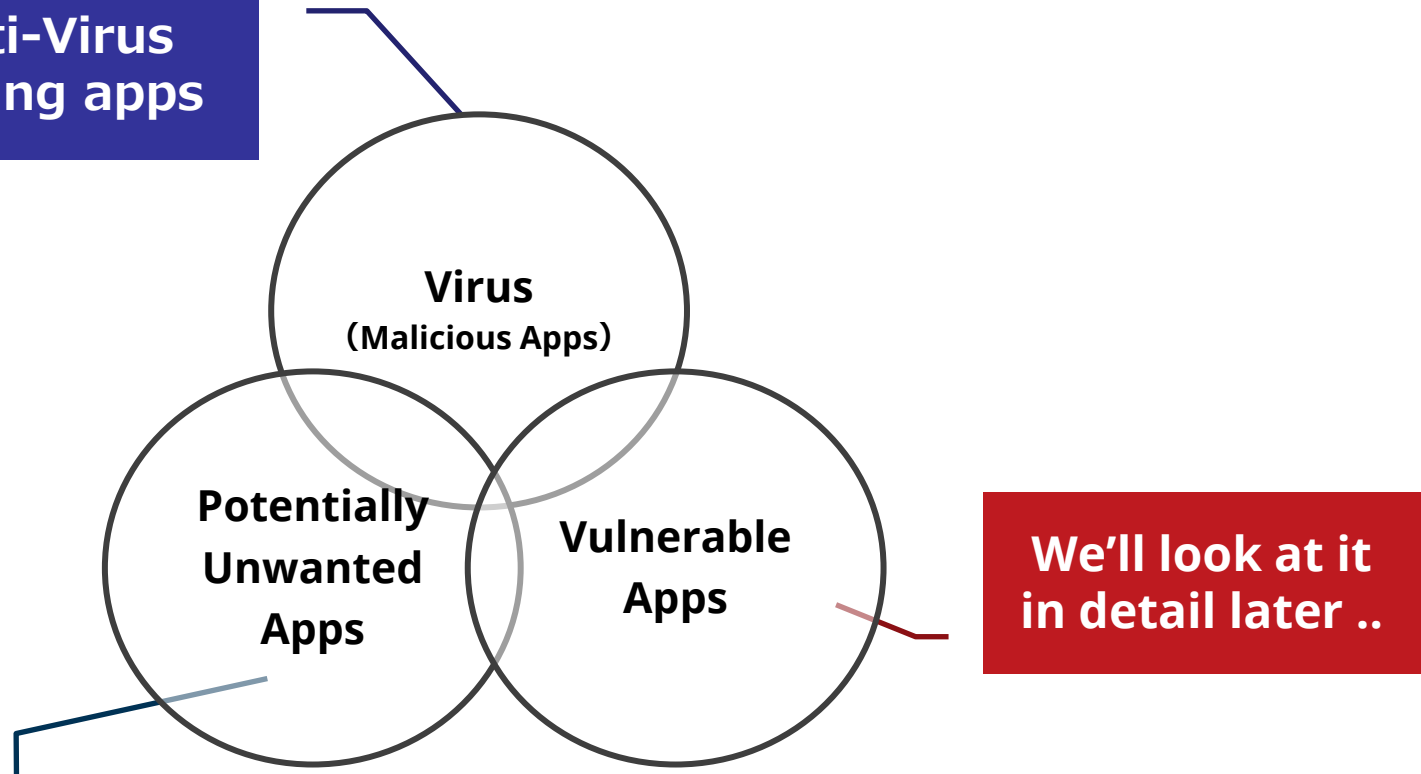 ti-Virus
ng apps
Virus
（Malicious Apps）
Potentially
Unwanted
Apps
Vulnerable
Apps
We’ll look at it
in detail later ..